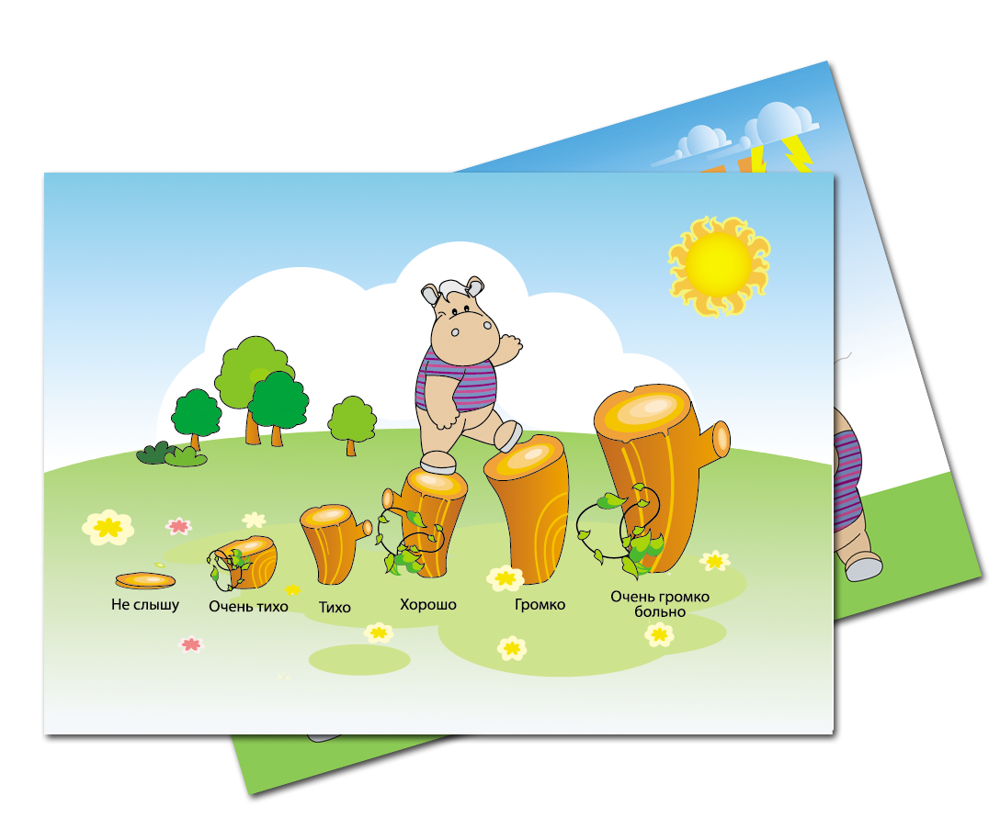 Не слышу
Очень тихо
Тихо
Хорошо
Громко
Очень громко
больно